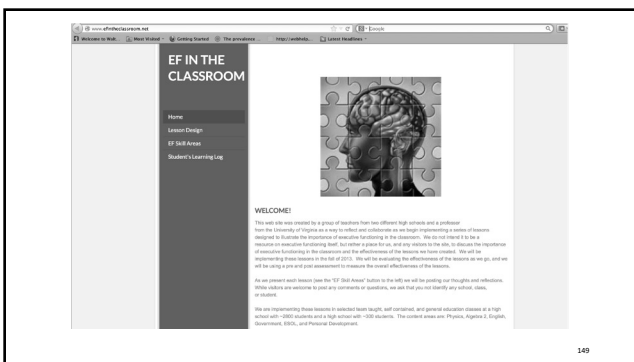 www.efintheclassroom.net
Google
Welcome to Wolf... Most Visited Getting Started The prevalence ... http://webhelp... Latest Headlines
EF IN THE
CLASSROOM
Home
Lesson Design
EF Skill Areas
Student's Learning Log
WELCOME!
This web site was created by a group of teachers from two different high schools and a professor
from the University of Virginia as a way to reflect and collaborate as we begin implementing a series of lessons
designed to illustrate the importance of executive functioning in the classroom. We do not intend it to be a
resource on executive functioning itself, but rather a place for us, and any visitors to the site, to discuss the importance
of executive functioning in the classroom and the effectiveness of the lessons we have created. We will be
implementing these lessons in the fall of 2013. We will be evaluating the effectiveness of the lessons as we go, and we
will be using a pre and post assessment to measure the overall effectiveness of the lessons.
As we present each lesson (see the "EF Skill Areas" button to the left) we will be posting our thoughts and reflections.
While visitors are welcome to post any comments or questions, we ask that you not identify any school, class,
or student.
We are implementing these lessons in selected team taught, self contained, and general education classes at a high
school with ~2000 students and a high school with ~330 students. The content areas are: Physics, Algebra 2, English,
Government, ESOL, and Personal Development.
149